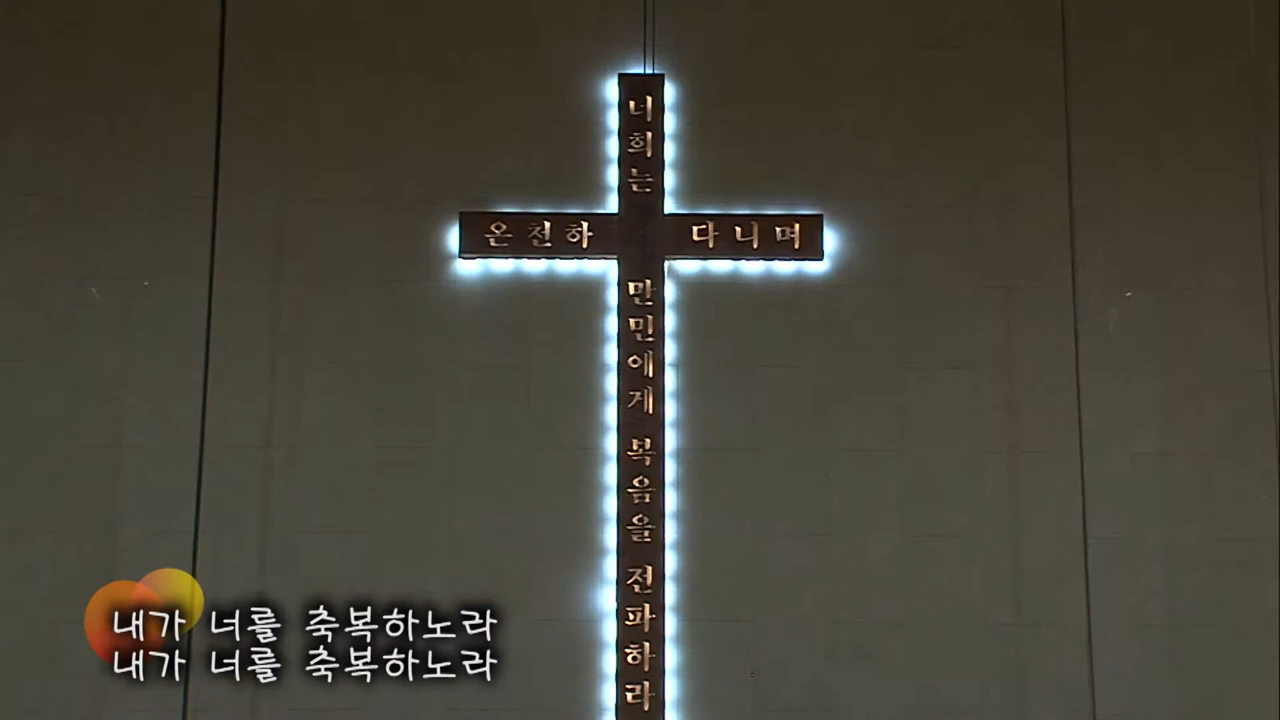 너희는
온천하 다니며
만민에게 복음을 전파하라
내가 너를 축복하노라
내가 너를 축복하노라